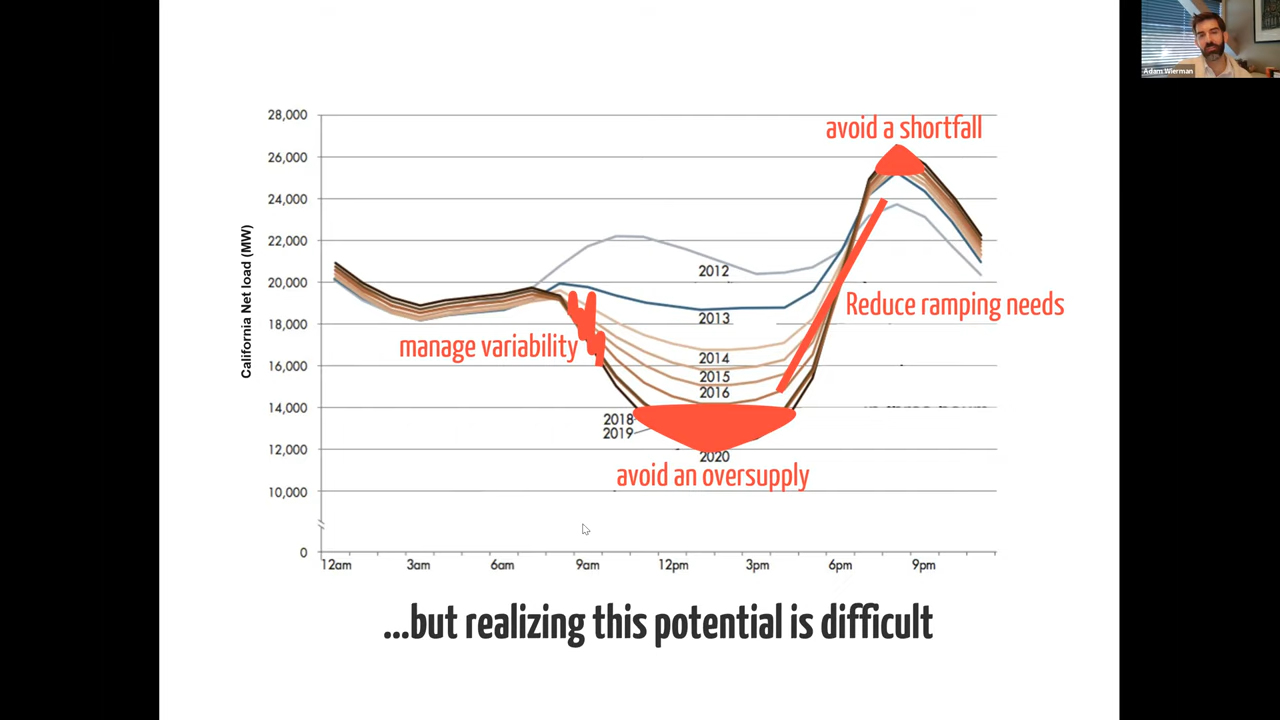 Adam Wierman
28,000
avoid a shortfall
26,000
24,000
22,000
2012
20,000
Reduce ramping needs
2013
18,000
manage variability
2014
16,000
2015
2016
14,000
2018
2019
12,000
2020
avoid an oversupply
10,000
0
California Net load (MW)
12am 3am 6am 9am 12pm 3pm 6pm 9pm
...but realizing this potential is difficult